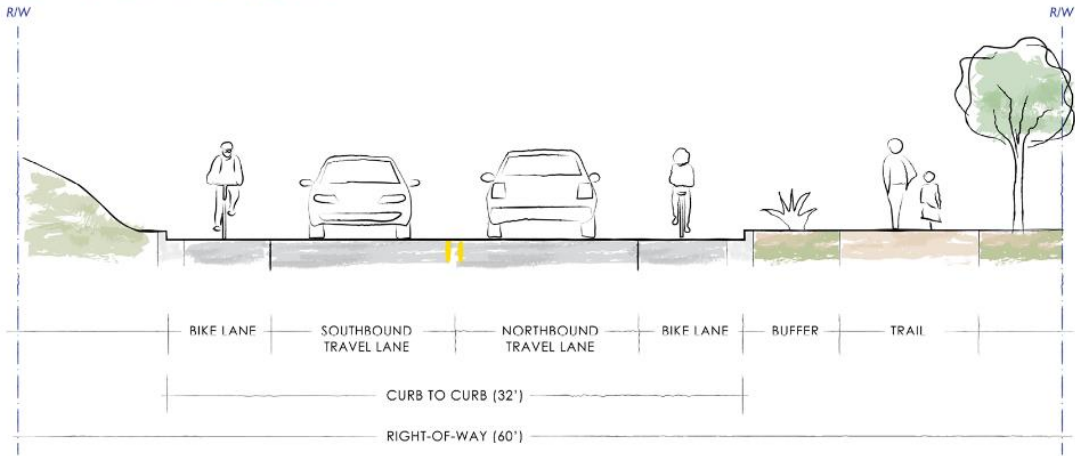 R/W
R/W
BIKE LANE
SOUTHBOUND
TRAVEL LANE
NORTHBOUND
TRAVEL LANE
BIKE LANE
BUFFER
TRAIL
CURB TO CURB (32')
RIGHT-OF-WAY (60')